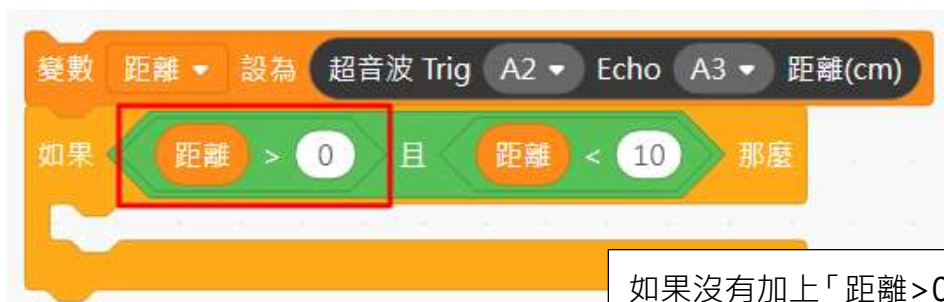 變數 距離 設為 超音波 Trig A2 Echo A3 距離(cm)
如果 距離 > 0 且 距離 < 10 那麼
如果沒有加上「距離>0